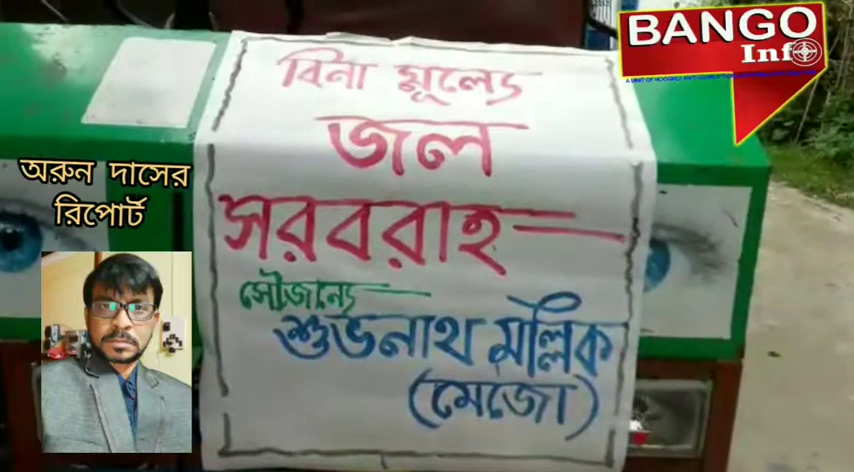 বিনা মূল্যে
জল
সরবরাহ
সৌজন্যে
শুভনাথ মল্লিক
(মেজো)
অরুন দাসের
রিপোর্ট
BANGO
Info